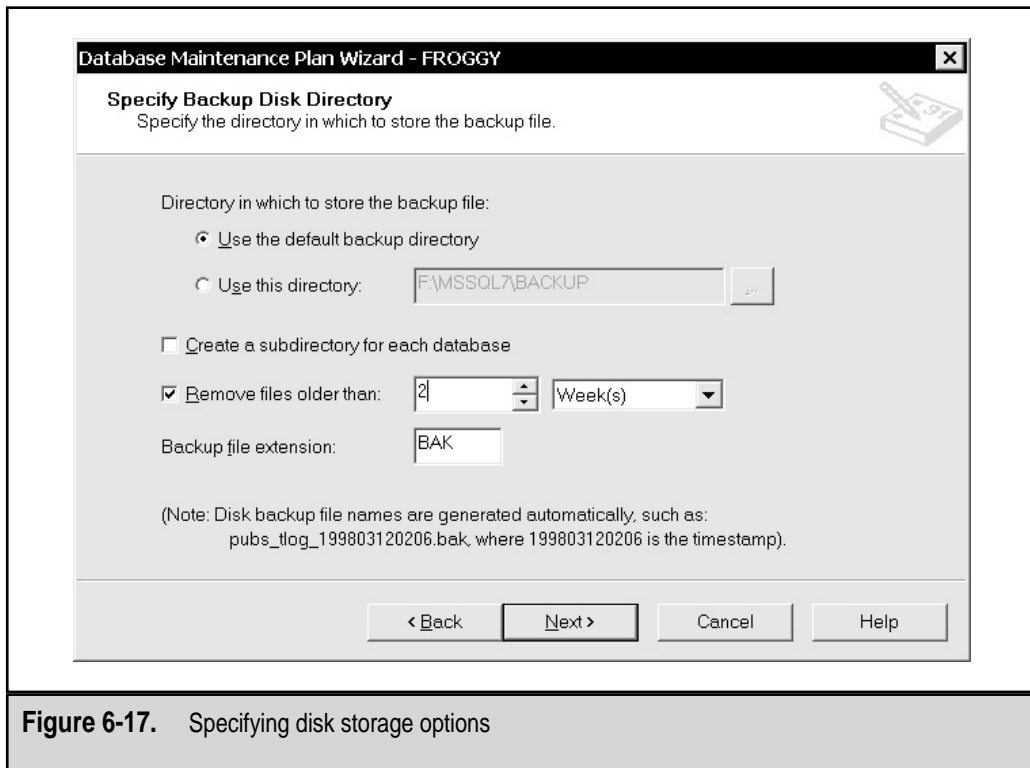 Database Maintenance Plan Wizard - FROGGY
Specify Backup Disk Directory
Specify the directory in which to store the backup file.
Directory in which to store the backup file:
Use the default backup directory
Use this directory: F:\MSSQL7\BACKUP ...
Create a subdirectory for each database
Remove files older than: 2 Week(s)
Backup file extension: BAK
(Note: Disk backup file names are generated automatically, such as:
pubs_tlog_199803120206.bak, where 199803120206 is the timestamp).
< Back Next > Cancel Help
Figure 6-17. Specifying disk storage options